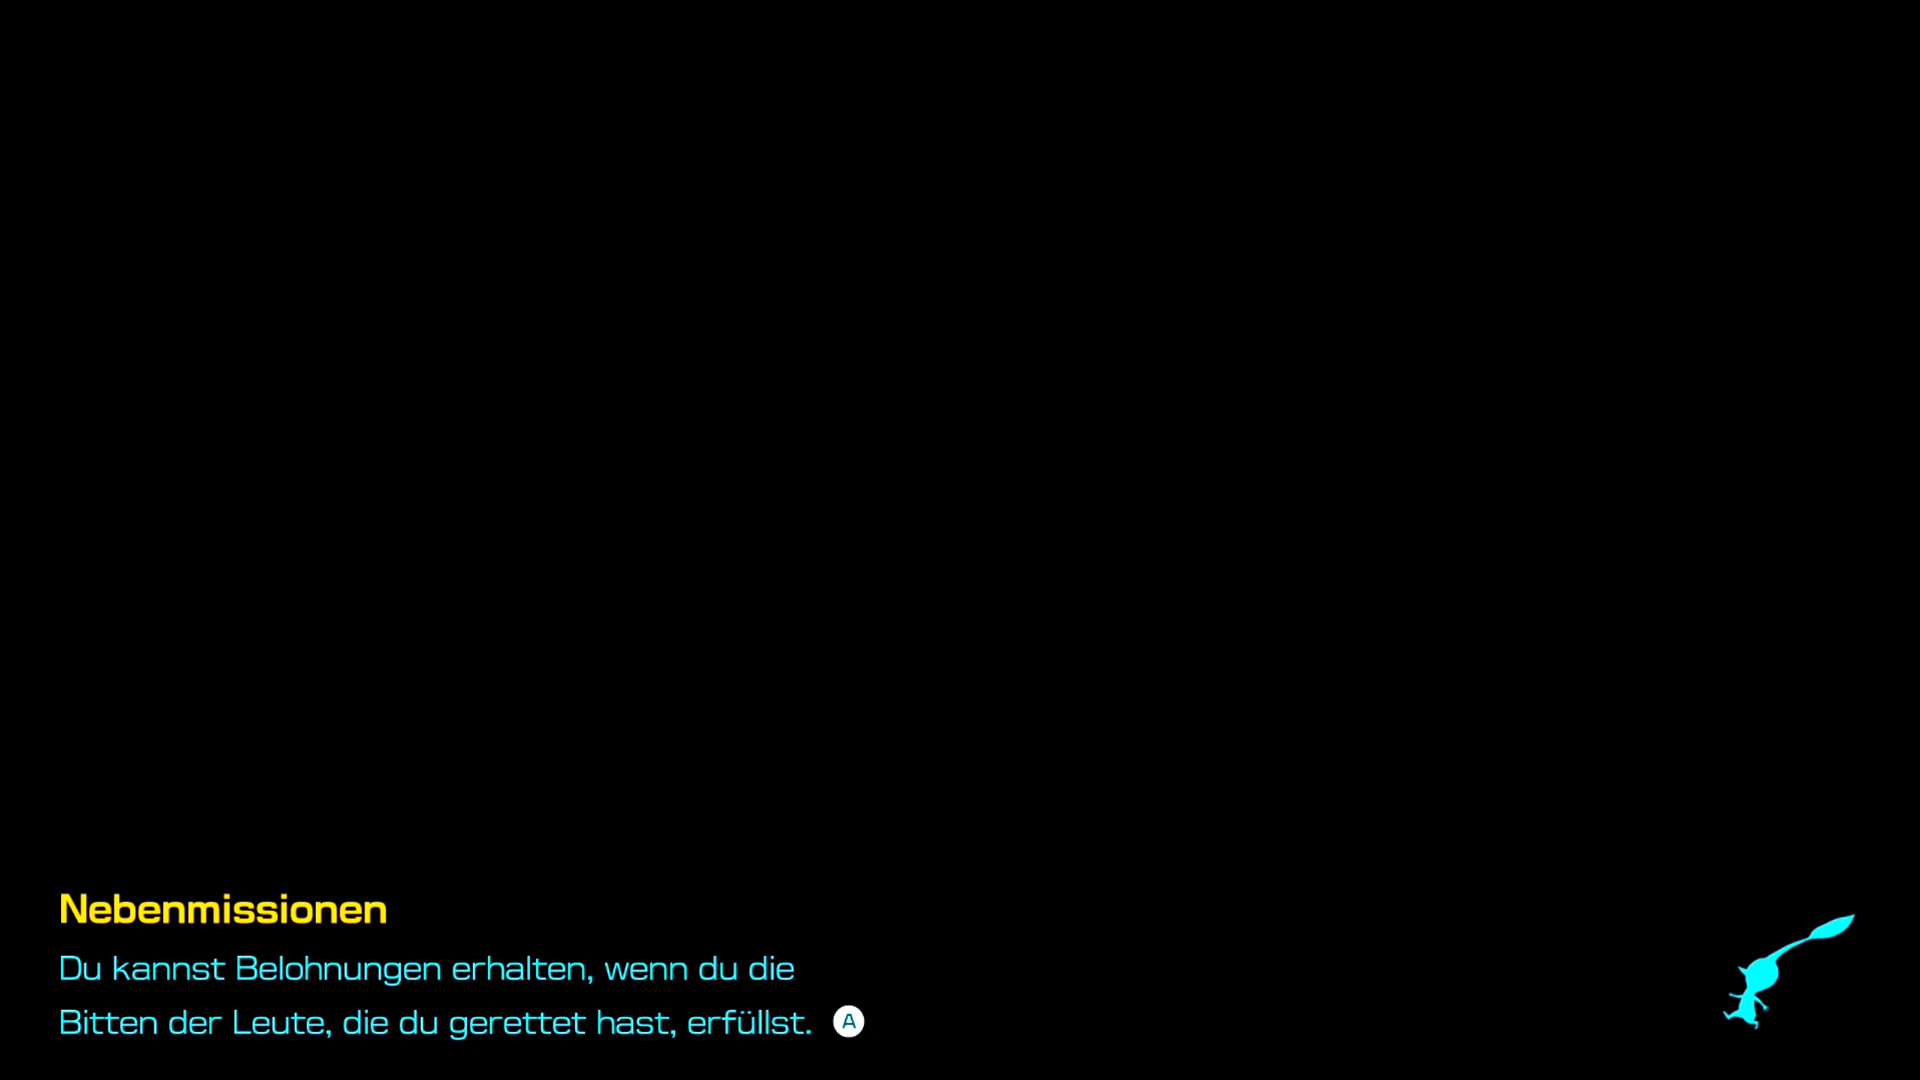 Nebenmissionen
Du kannst Belohnungen erhalten, wenn du die
Bitten der Leute, die du gerettet hast, erfüllst. A